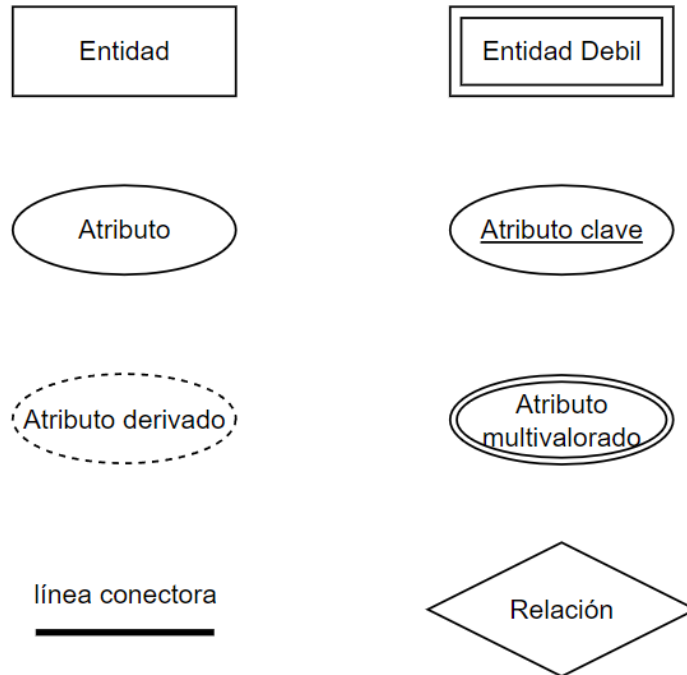 Entidad
Entidad Debil
Atributo
Atributo clave
Atributo derivado
Atributo
multivalorado
línea conectora
Relación